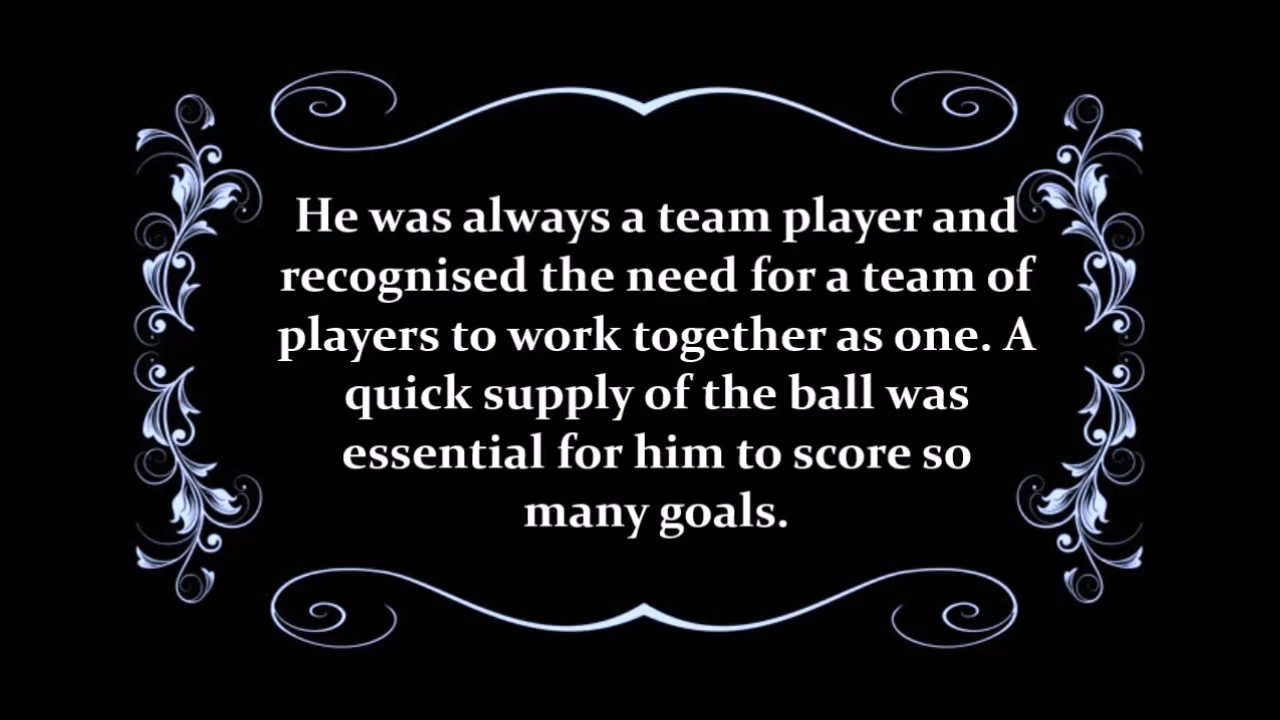 He was always a team player and
recognised the need for a team of
players to work together as one. A
quick supply of the ball was
essential for him to score so
many goals.